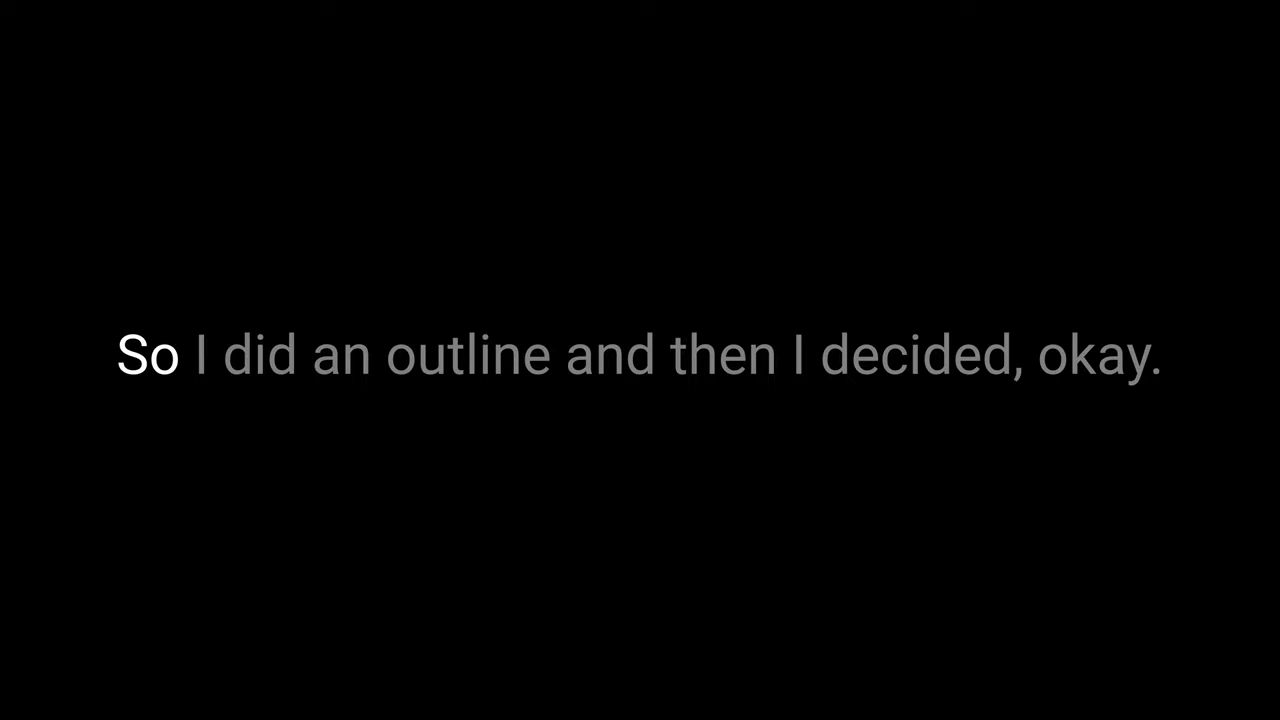 So I did an outline and then I decided, okay.